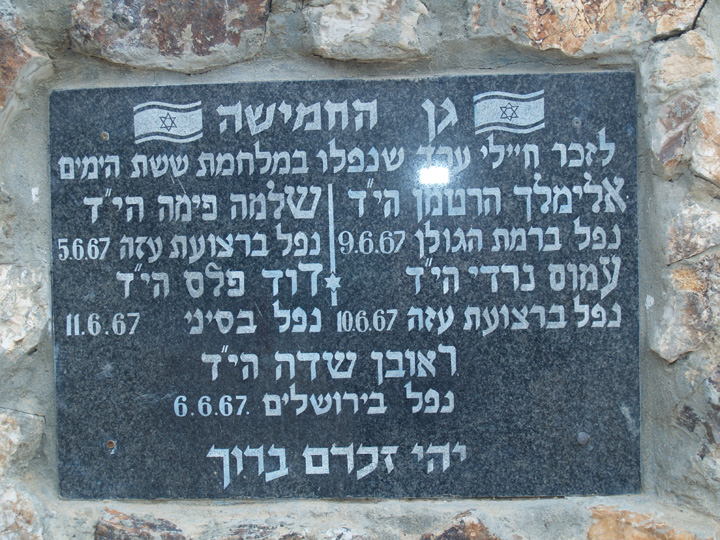 גן החמישה
לזכר חיילי ערד שנפלו במלחמת ששת הימים
אלימלך הרטמן הי"ד
נפל ברמת הגולן 9.6.67
עמוס נרדי הי"ד
נפל ברצועת עזה 10.6.67
שלמה פימה הי"ד
נפל ברצועת עזה 5.6.67
דוד פלס הי"ד
נפל בסיני 11.6.67
ראובן שדה הי"ד
נפל בירושלים 6.6.67.
יהי זכרם ברוך